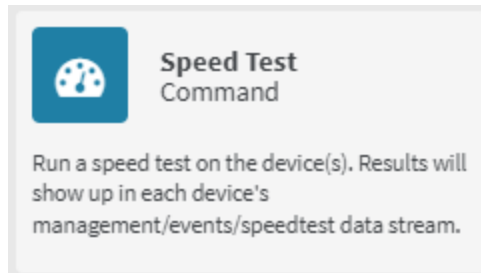 Speed Test
Command
Run a speed test on the device(s). Results will
show up in each device's
management/events/speedtest data stream.